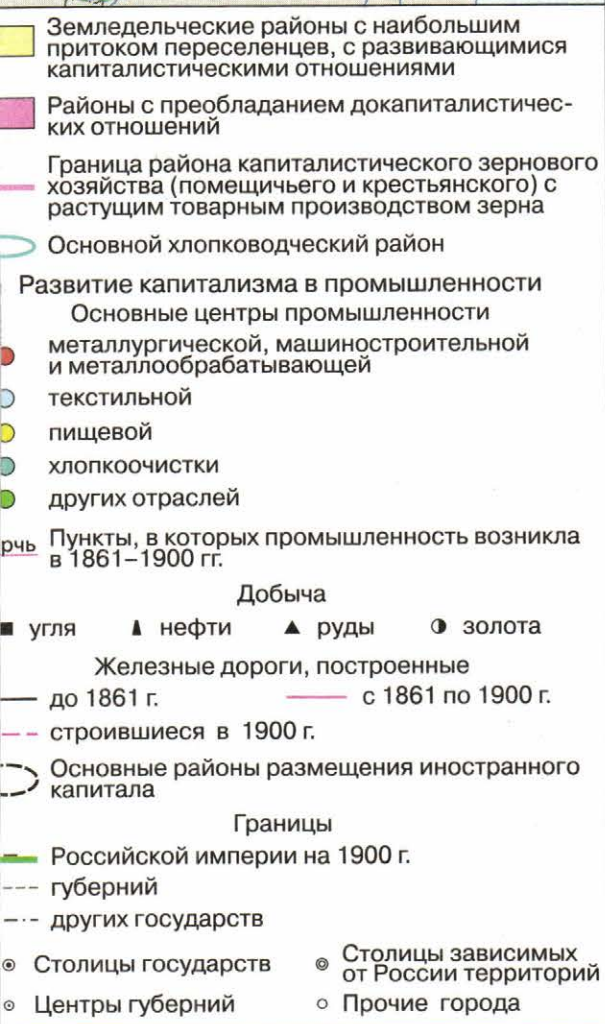 Земледельческие районы с наибольшим
притоком переселенцев, с развивающимися
капиталистическими отношениями
Районы с преобладанием докапиталистичес-
ких отношений
Граница района капиталистического зернового
хозяйства (помещичьего и крестьянского) с
растущим товарным производством зерна
Основной хлопководческий район
Развитие капитализма в промышленности
Основные центры промышленности
металлургической, машиностроительной
и металлообрабатывающей
текстильной
пищевой
хлопкоочистки
других отраслей
рчь Пункты, в которых промышленность возникла
в 1861–1900 гг.
Добыча
угля нефти руды золота
Железные дороги, построенные
до 1861 г. с 1861 по 1900 г.
строившиеся в 1900 г.
Основные районы размещения иностранного
капитала
Границы
Российской империи на 1900 г.
губерний
других государств
Столицы государств
Столицы зависимых
от России территорий
Центры губерний
Прочие города